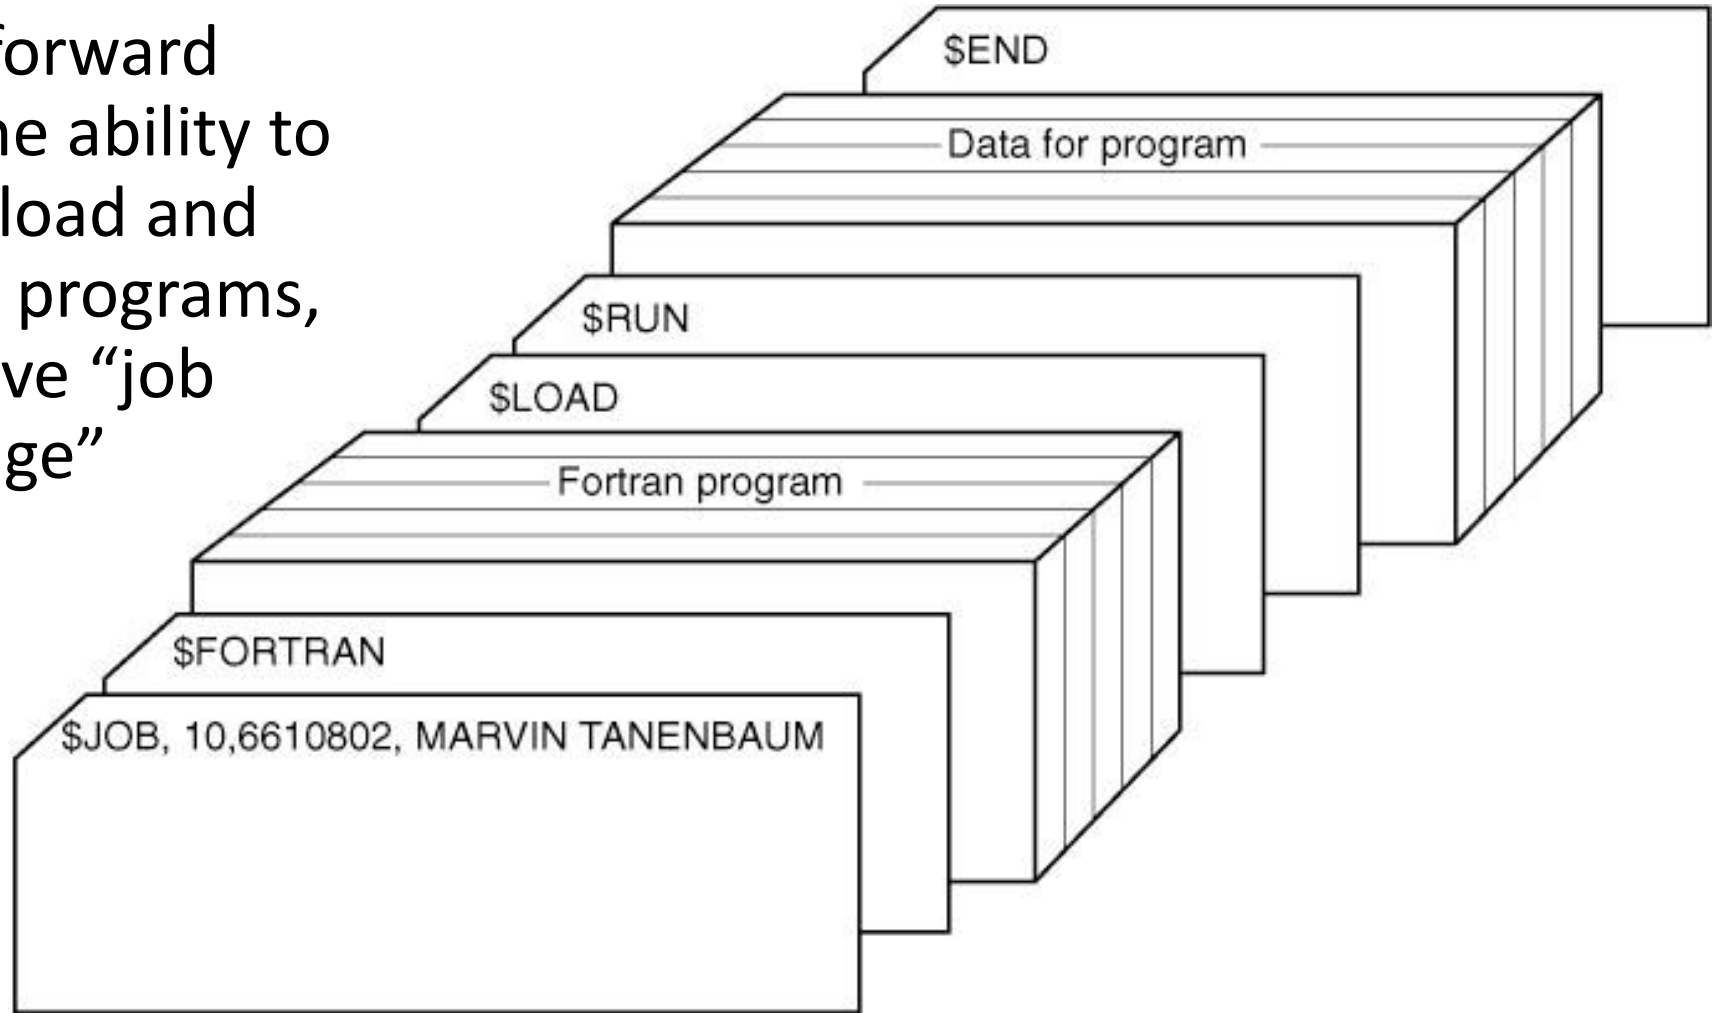 forward
ne ability to
load and
programs,
ve “job
ge”
$END
Data for program
$RUN
$LOAD
Fortran program
$FORTRAN
$JOB, 10,6610802, MARVIN TANENBAUM